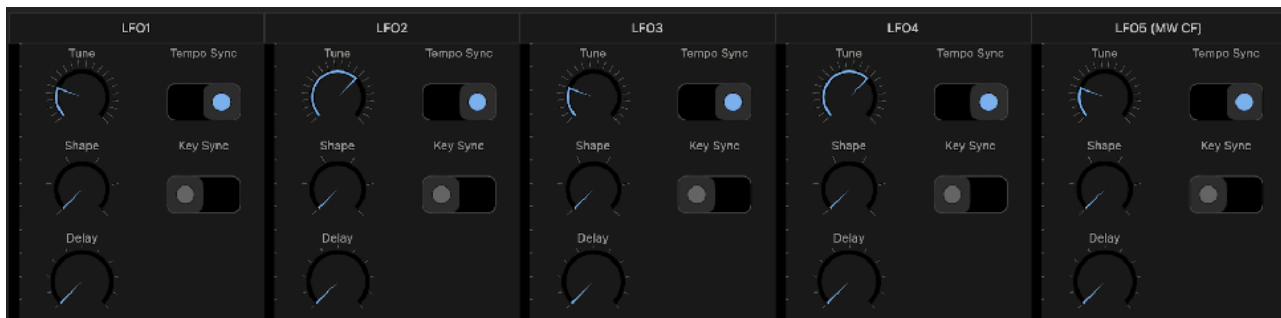 LFO1 LFO2 LFO3 LFO4 LFO5 (MW CF)
Tune Tempo Sync Tune Tempo Sync Tune Tempo Sync Tune Tempo Sync Tune Tempo Sync
Shape Key Sync Shape Key Sync Shape Key Sync Shape Key Sync Shape Key Sync
Delay Delay Delay Delay Delay